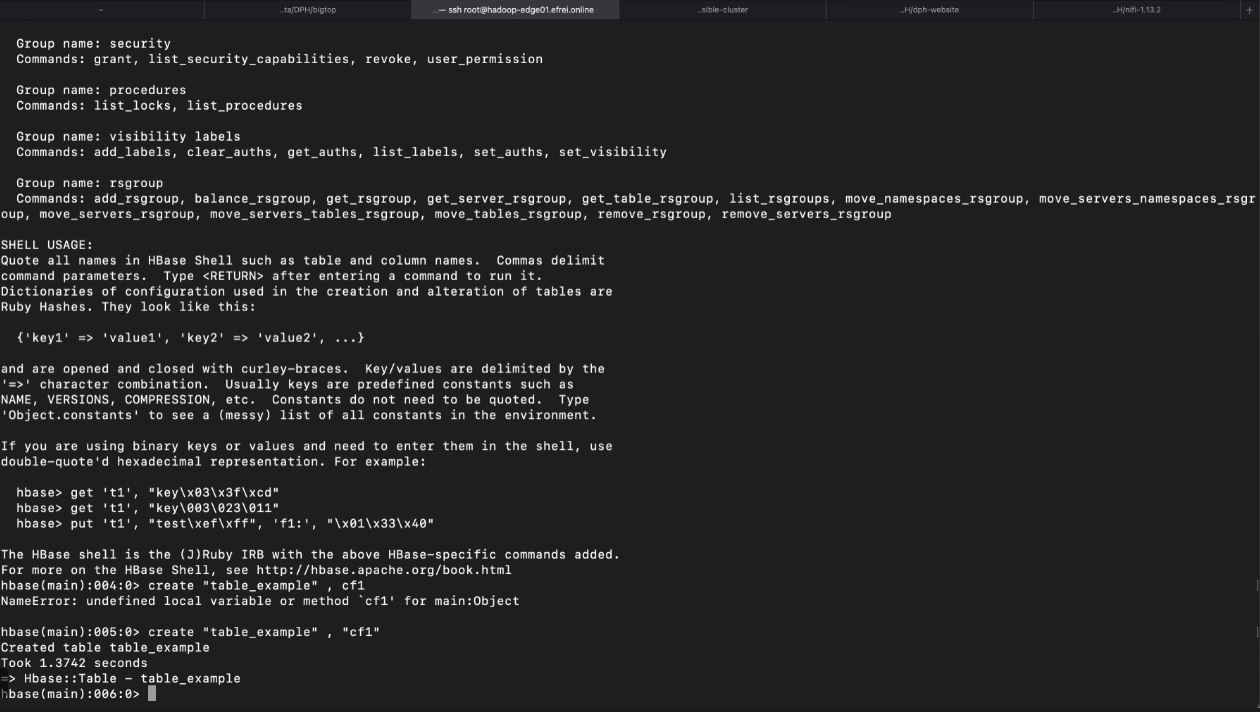 ~
..ta/DPH/bigtop
...— ssh root@hadoop-edge01.efrei.online
..sible-cluster
..H/dph-website
..H/nifi-1.13.2
+
Group name: security
Commands: grant, list_security_capabilities, revoke, user_permission
Group name: procedures
Commands: list_locks, list_procedures
Group name: visibility labels
Commands: add_labels, clear_auths, get_auths, list_labels, set_auths, set_visibility
Group name: rsgroup
Commands: add_rsgroup, balance_rsgroup, get_rsgroup, get_server_rsgroup, get_table_rsgroup, list_rsgroups, move_namespaces_rsgroup, move_servers_namespaces_rsgr
oup, move_servers_rsgroup, move_servers_tables_rsgroup, move_tables_rsgroup, remove_rsgroup, remove_servers_rsgroup
SHELL USAGE:
Quote all names in HBase Shell such as table and column names.  Commas delimit
command parameters.  Type <RETURN> after entering a command to run it.
Dictionaries of configuration used in the creation and alteration of tables are
Ruby Hashes. They look like this:
{'key1' => 'value1', 'key2' => 'value2', ...}
and are opened and closed with curley-braces.  Key/values are delimited by the
'=>' character combination.  Usually keys are predefined constants such as
NAME, VERSIONS, COMPRESSION, etc.  Constants do not need to be quoted.  Type
'Object.constants' to see a (messy) list of all constants in the environment.
If you are using binary keys or values and need to enter them in the shell, use
double-quote'd hexadecimal representation. For example:
hbase> get 't1', "key\x03\x3f\xcd"
hbase> get 't1', "key\003\023\011"
hbase> put 't1', "test\xef\xff", 'f1:', "\x01\x33\x40"
The HBase shell is the (J)Ruby IRB with the above HBase-specific commands added.
For more on the HBase Shell, see http://hbase.apache.org/book.html
hbase(main):004:0> create "table_example" , cf1
NameError: undefined local variable or method `cf1' for main:Object
hbase(main):005:0> create "table_example" , "cf1"
Created table table_example
Took 1.3742 seconds
=> Hbase::Table - table_example
hbase(main):006:0>